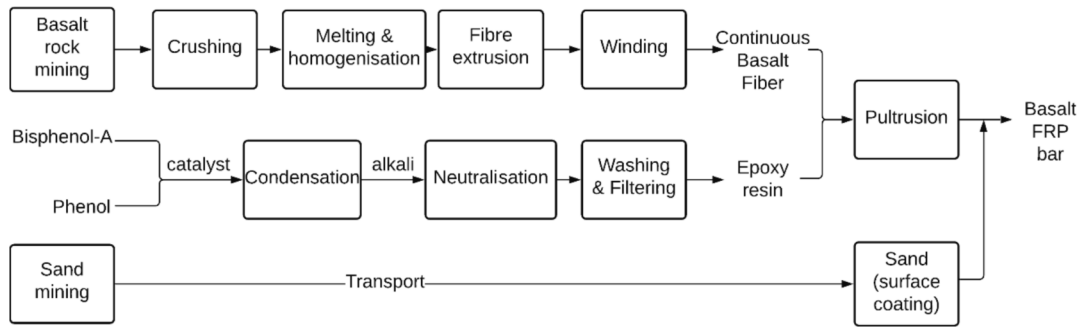 Basalt
rock
mining
Crushing
Melting &
homogenisation
Fibre
extrusion
Winding
Continuous
Basalt
Fiber
Pultrusion
Basalt
FRP
bar
Bisphenol-A
Phenol
catalyst
Condensation
alkali
Neutralisation
Washing
& Filtering
Epoxy
resin
Sand
mining
Transport
Sand
(surface
coating)